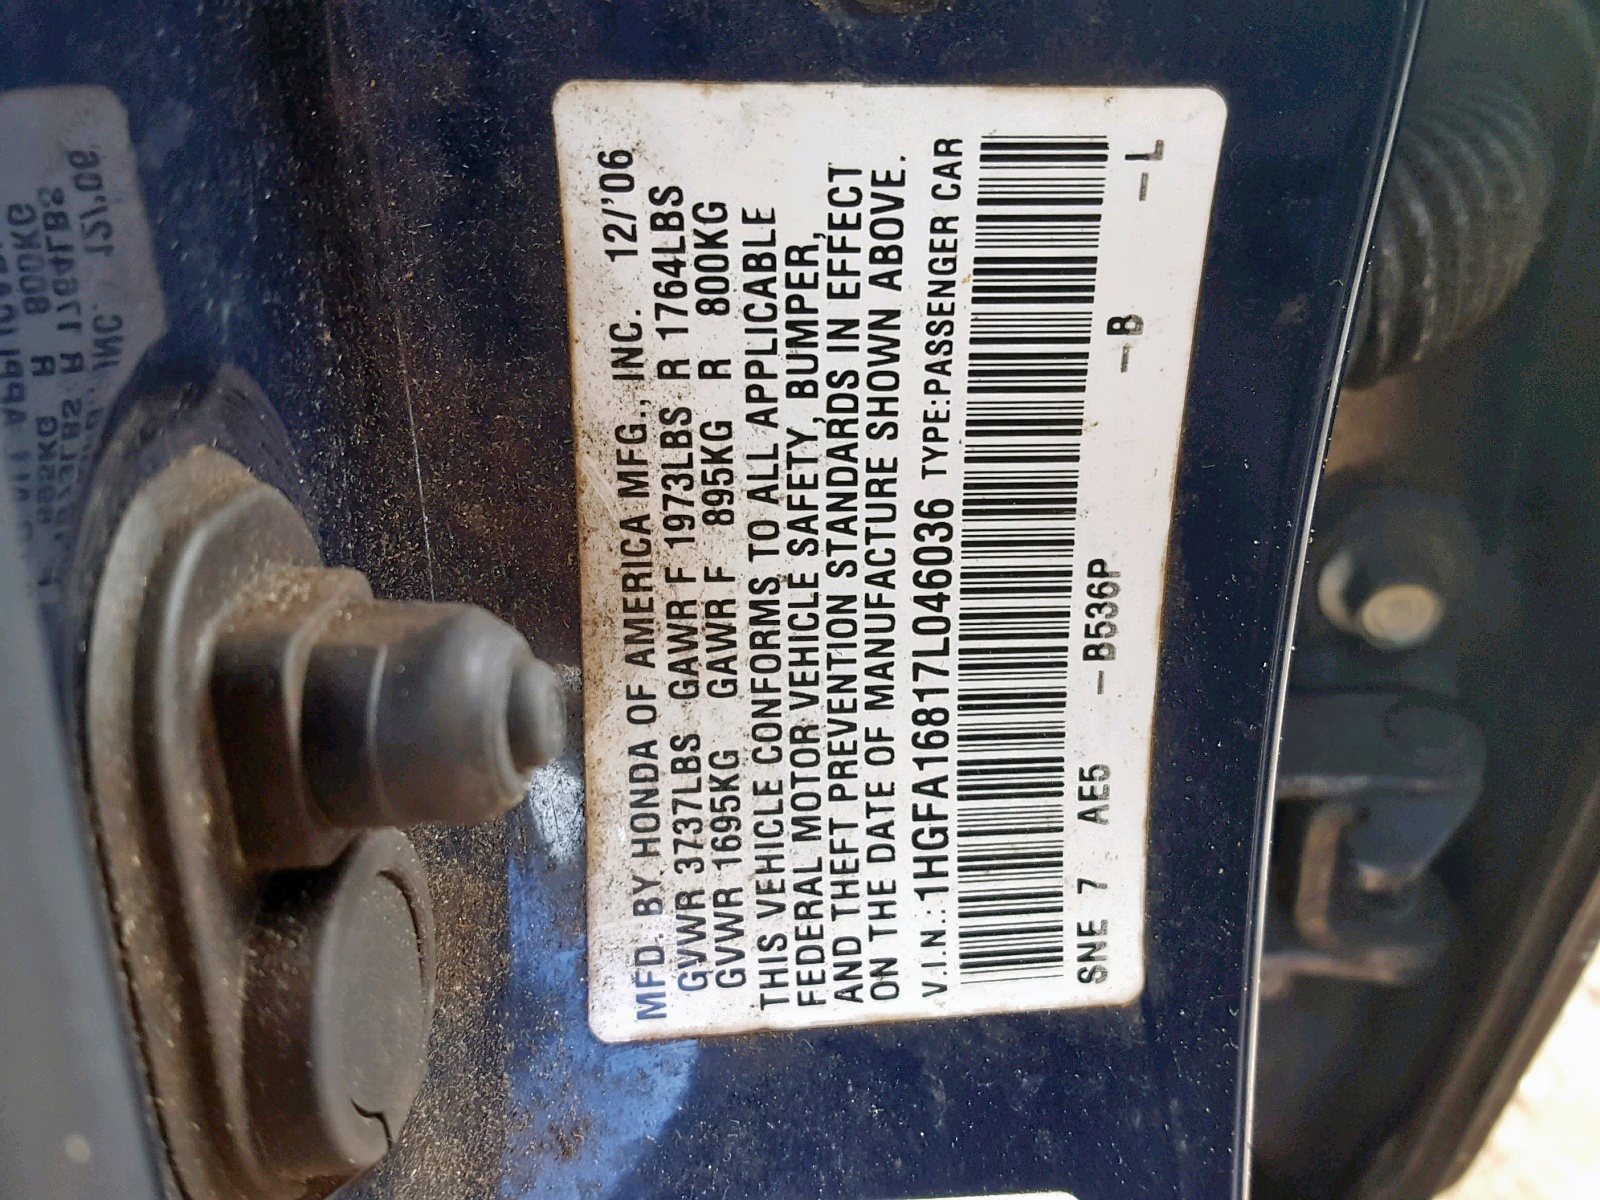 MFD. BY HONDA OF AMERICA MFG., INC. 12/'06
GVWR 3737LBS GAWR F 1973LBS R 1764LBS
GVWR 1695KG GAWR F 895KG R 800KG
THIS VEHICLE CONFORMS TO ALL APPLICABLE
FEDERAL MOTOR VEHICLE SAFETY, BUMPER,
AND THEFT PREVENTION STANDARDS IN EFFECT
ON THE DATE OF MANUFACTURE SHOWN ABOVE.
V.I.N.: 1HGFA16817L046036 TYPE:PASSENGER CAR
SNE 7 AE5 —B536P —B —L